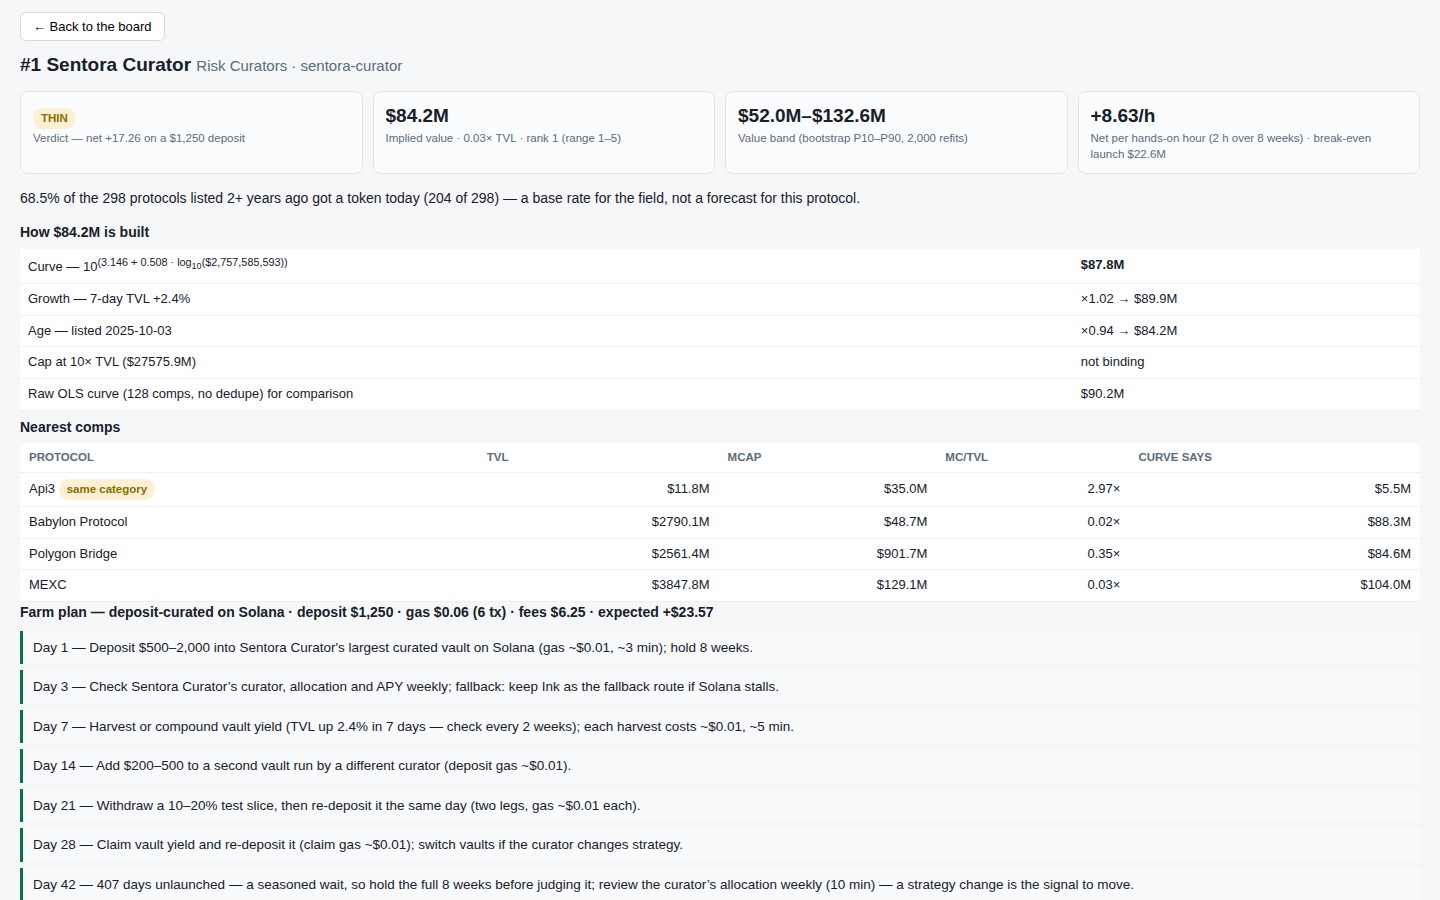 ← Back to the board
#1 Sentora Curator Risk Curators · sentora-curator
THIN
Verdict — net +17.26 on a $1,250 deposit
$84.2M
Implied value · 0.03× TVL · rank 1 (range 1–5)
$52.0M–$132.6M
Value band (bootstrap P10–P90, 2,000 refits)
+8.63/h
Net per hands-on hour (2 h over 8 weeks) · break-even
launch $22.6M
68.5% of the 298 protocols listed 2+ years ago got a token today (204 of 298) — a base rate for the field, not a forecast for this protocol.
How $84.2M is built
Curve — 10(3.146 + 0.508 · log10($2,757,585,593)) $87.8M
Growth — 7-day TVL +2.4% ×1.02 → $89.9M
Age — listed 2025-10-03 ×0.94 → $84.2M
Cap at 10× TVL ($27575.9M) not binding
Raw OLS curve (128 comps, no dedupe) for comparison $90.2M
Nearest comps
PROTOCOL TVL MCAP MC/TVL CURVE SAYS
Api3 same category $11.8M $35.0M 2.97× $5.5M
Babylon Protocol $2790.1M $48.7M 0.02× $88.3M
Polygon Bridge $2561.4M $901.7M 0.35× $84.6M
MEXC $3847.8M $129.1M 0.03× $104.0M
Farm plan — deposit-curated on Solana · deposit $1,250 · gas $0.06 (6 tx) · fees $6.25 · expected +$23.57
Day 1 — Deposit $500–2,000 into Sentora Curator's largest curated vault on Solana (gas ~$0.01, ~3 min); hold 8 weeks.
Day 3 — Check Sentora Curator’s curator, allocation and APY weekly; fallback: keep Ink as the fallback route if Solana stalls.
Day 7 — Harvest or compound vault yield (TVL up 2.4% in 7 days — check every 2 weeks); each harvest costs ~$0.01, ~5 min.
Day 14 — Add $200–500 to a second vault run by a different curator (deposit gas ~$0.01).
Day 21 — Withdraw a 10–20% test slice, then re-deposit it the same day (two legs, gas ~$0.01 each).
Day 28 — Claim vault yield and re-deposit it (claim gas ~$0.01); switch vaults if the curator changes strategy.
Day 42 — 407 days unlaunched — a seasoned wait, so hold the full 8 weeks before judging it; review the curator’s allocation weekly (10 min) — a strategy change is the signal to move.